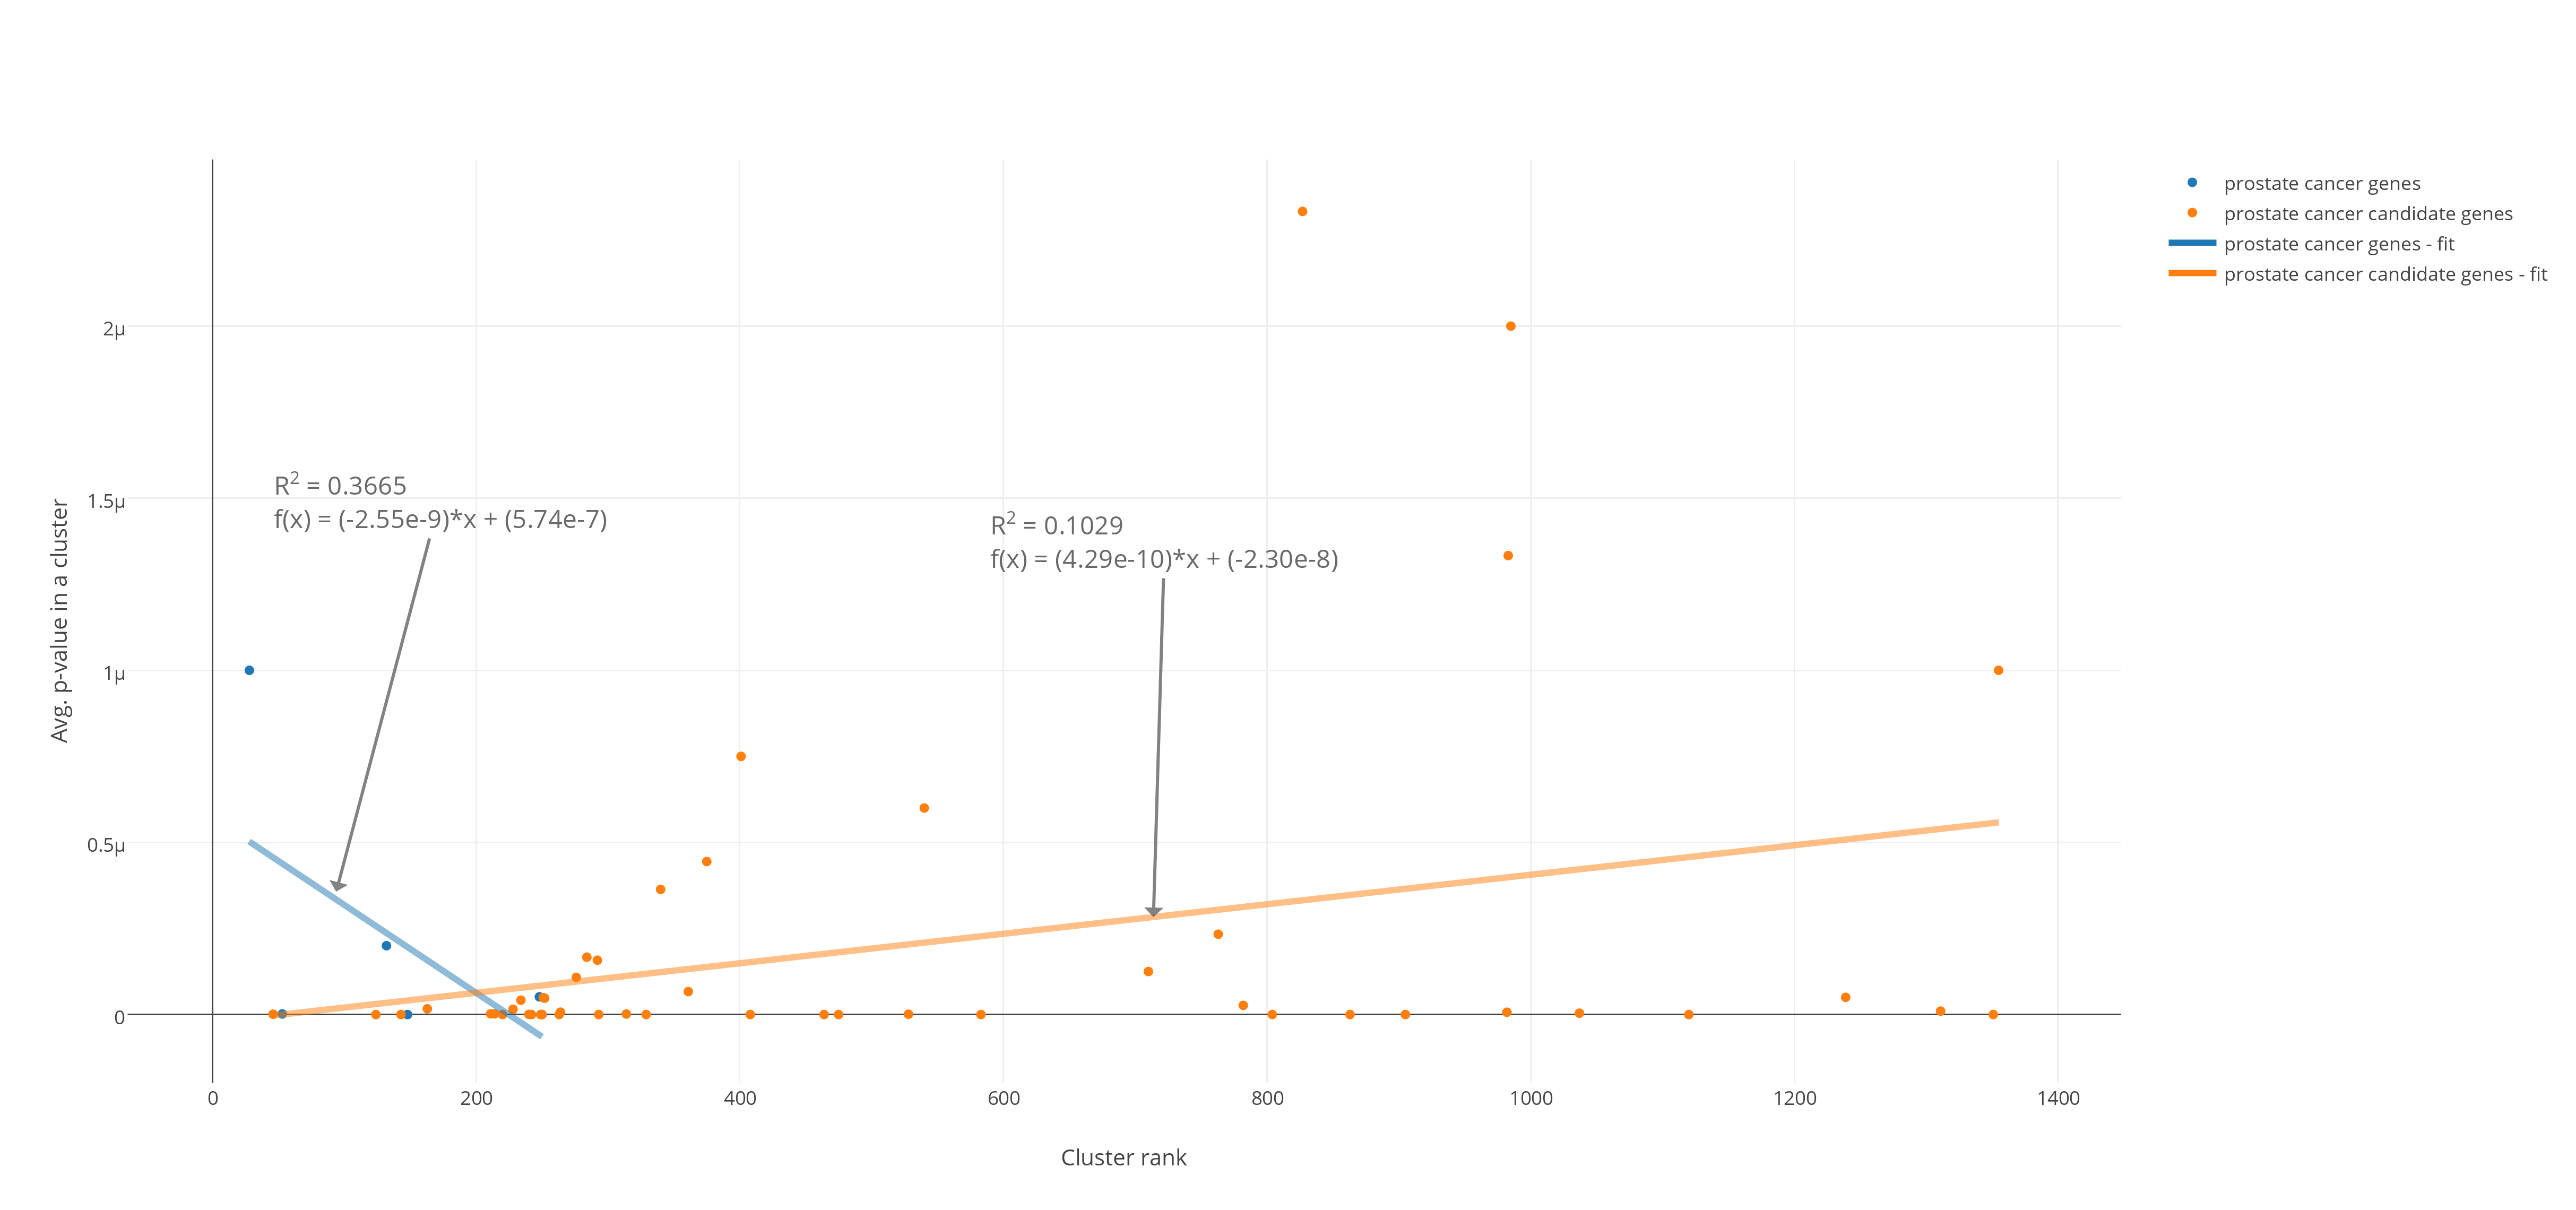 prostate cancer genes
prostate cancer candidate genes
prostate cancer genes - fit
prostate cancer candidate genes - fit
2µ
1.5µ
1µ
0.5µ
0
Avg. p-value in a cluster
R² = 0.3665
f(x) = (-2.55e-9)*x + (5.74e-7)
R² = 0.1029
f(x) = (4.29e-10)*x + (-2.30e-8)
0 200 400 600 800 1000 1200 1400
Cluster rank